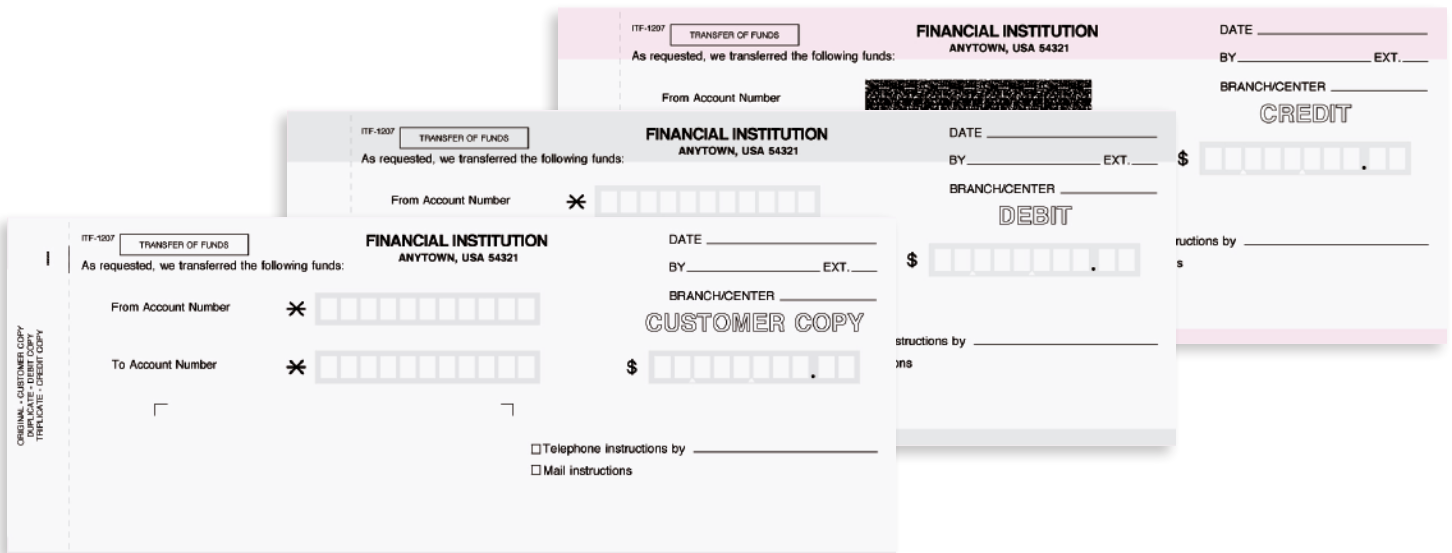 ITF-1207 TRANSFER OF FUNDS FINANCIAL INSTITUTION DATE
ANYTOWN, USA 54321
As requested, we transferred the following funds: BY EXT.
From Account Number BRANCH/CENTER
CREDIT
$ .
ructions by
s
ITF-1207 TRANSFER OF FUNDS FINANCIAL INSTITUTION DATE
ANYTOWN, USA 54321
As requested, we transferred the following funds: BY EXT.
From Account Number BRANCH/CENTER
DEBIT
$ .
structions by
ons
ITF-1207 TRANSFER OF FUNDS FINANCIAL INSTITUTION DATE
ANYTOWN, USA 54321
As requested, we transferred the following funds: BY EXT.
From Account Number BRANCH/CENTER
CUSTOMER COPY
To Account Number $ .
Telephone instructions by
Mail instructions
ORIGINAL - CUSTOMER COPY
DUPLICATE - DEBIT COPY
TRIPLICATE - CREDIT COPY